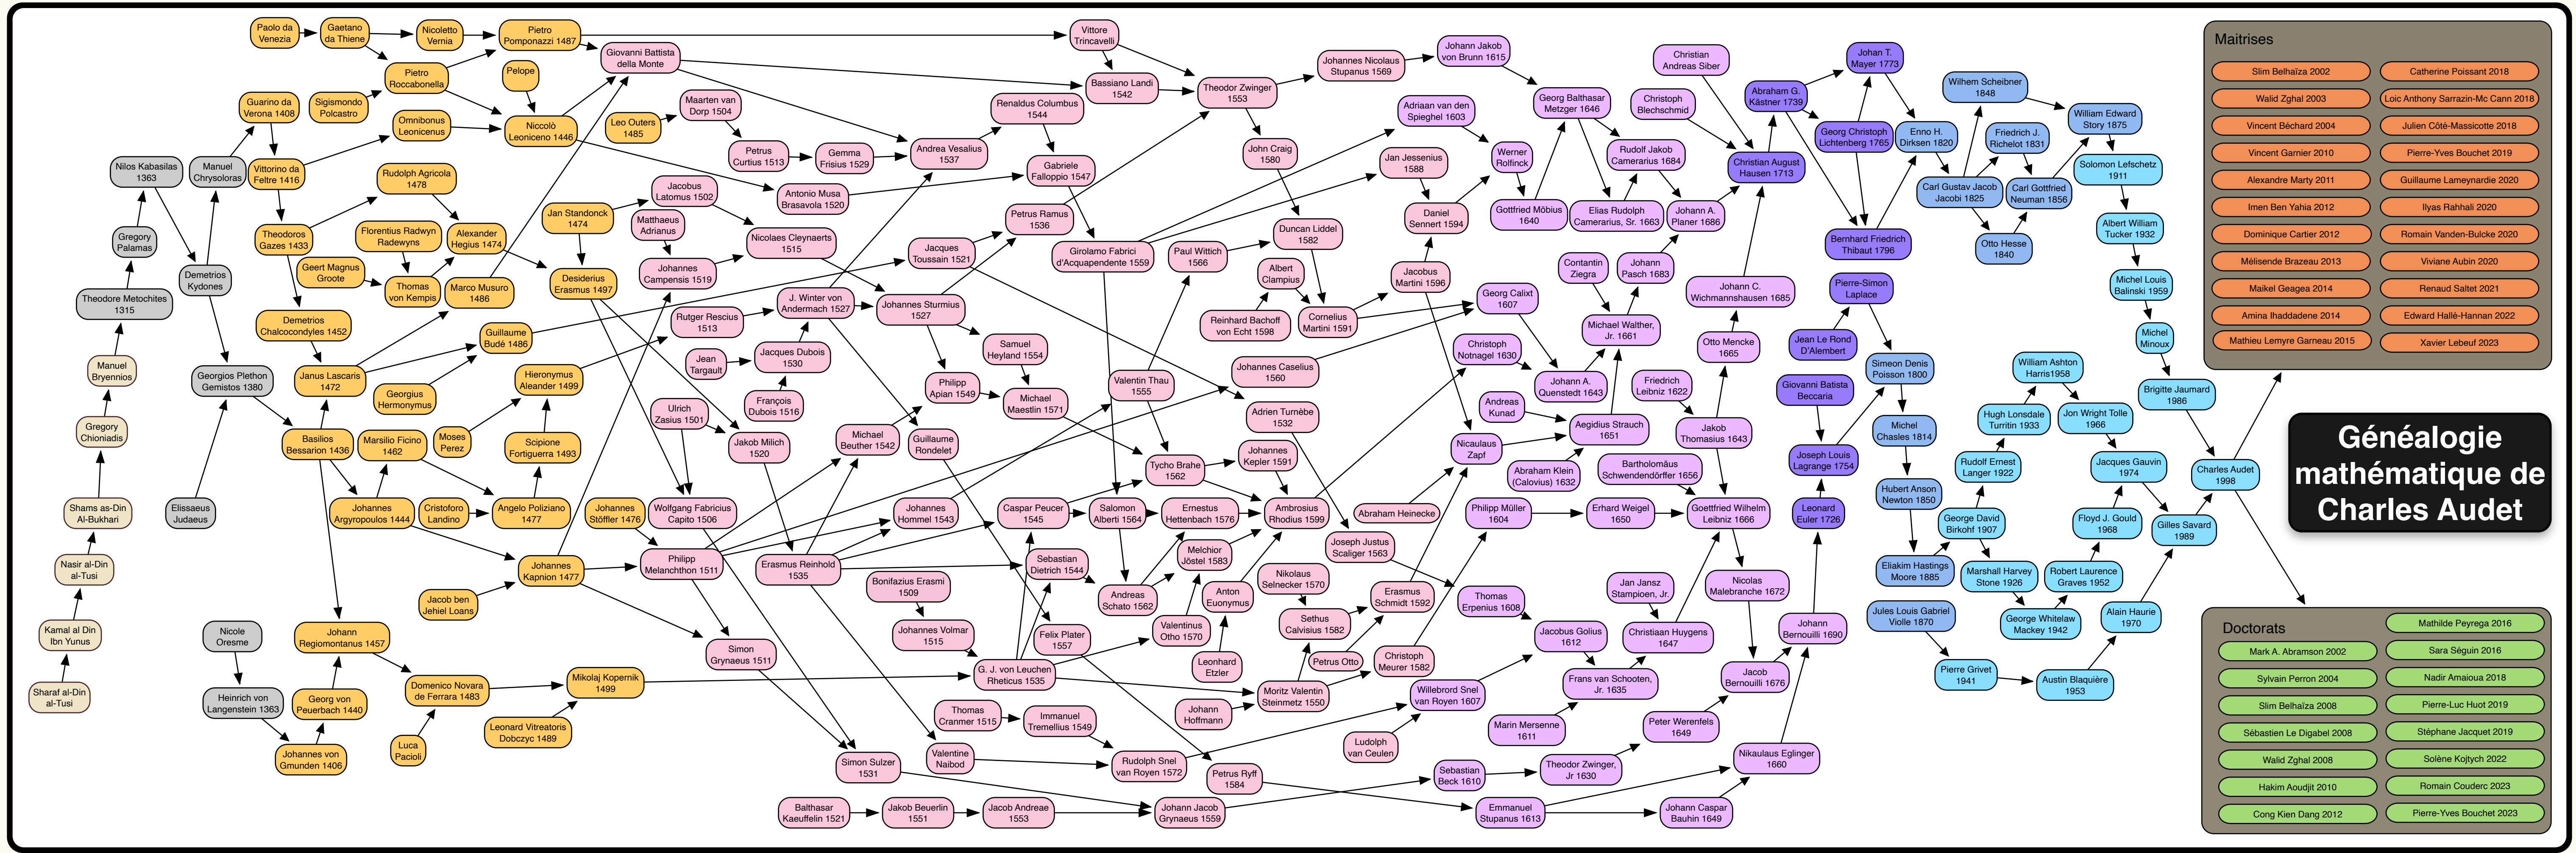 Paolo da
Venezia
Gaetano
da Thiene
Nicoletto
Vernia
Pietro
Pomponazzi 1487
Giovanni Battista
della Monte
Vittore
Trincavelli
Pietro
Roccabonella
Pelope
Sigismondo
Polcastro
Guarino da
Verona 1408
Omnibonus
Leonicenus
Niccolò
Leoniceno 1446
Leo Outers
1485
Maarten van
Dorp 1504
Petrus
Curtius 1513
Gemma
Frisius 1529
Andrea Vesalius
1537
Renaldus Columbus
1544
Bassiano Landi
1542
Theodor Zwinger
1553
Johannes Nicolaus
Stupanus 1569
Johann Jakob
von Brunn 1615
Nilos Kabasilas
1363
Manuel
Chrysoloras
Vittorino da
Feltre 1416
Rudolph Agricola
1478
Jacobus
Latomus 1502
Antonio Musa
Brasavola 1520
Gabriele
Falloppio 1547
John Craig
1580
Jan Jessenius
1588
Adriaan van den
Spieghel 1603
Georg Balthasar
Metzger 1646
Werner
Rolfinck
Rudolf Jakob
Camerarius 1684
Christian
Andreas Siber
Christoph
Blechschmid
Abraham G.
Kästner 1739
Johan T.
Mayer 1773
Georg Christoph
Lichtenberg 1765
Christian August
Hausen 1713
Enno H.
Dirksen 1820
Wilhem Scheibner
1848
Friedrich J.
Richelot 1831
William Edward
Story 1875
Solomon Lefschetz
1911
Carl Gustav Jacob
Jacobi 1825
Carl Gottfried
Neuman 1856
Otto Hesse
1840
Bernhard Friedrich
Thibaut 1796
Albert William
Tucker 1932
Michel Louis
Balinski 1959
Michel
Minoux
Brigitte Jaumard
1986
Gregory
Palamas
Demetrios
Kydones
Theodore Metochites
1315
Theodoros
Gazes 1433
Florentius Radwyn
Radewyns
Alexander
Hegius 1474
Jan Standonck
1474
Matthaeus
Adrianus
Nicolaes Cleynaerts
1515
Jacques
Toussain 1521
Petrus Ramus
1536
Girolamo Fabrici
d'Acquapendente 1559
Paul Wittich
1566
Duncan Liddel
1582
Daniel
Sennert 1594
Gottfried Möbius
1640
Elias Rudolph
Camerarius, Sr. 1663
Johann A.
Planer 1686
Geert Magnus
Groote
Thomas
von Kempis
Marco Musuro
1486
Desiderius
Erasmus 1497
Johannes
Campensis 1519
Albert
Clampius
Jacobus
Martini 1596
Contantin
Ziegra
Johann
Pasch 1683
Johann C.
Wichmannshausen 1685
Pierre-Simon
Laplace
Demetrios
Chalcocondyles 1452
Guillaume
Budé 1486
Rutger Rescius
1513
J. Winter von
Andermach 1527
Johannes Sturmius
1527
Reinhard Bachoff
von Echt 1598
Cornelius
Martini 1591
Georg Calixt
1607
Michael Walther,
Jr. 1661
Otto Mencke
1665
Jean Le Rond
D'Alembert
Manuel
Bryennios
Georgios Plethon
Gemistos 1380
Janus Lascaris
1472
Georgius
Hermonymus
Hieronymus
Aleander 1499
Jean
Targault
Jacques Dubois
1530
François
Dubois 1516
Samuel
Heyland 1554
Philipp
Apian 1549
Michael
Maestlin 1571
Valentin Thau
1555
Johannes Caselius
1560
Christoph
Notnagel 1630
Johann A.
Quenstedt 1643
Friedrich
Leibniz 1622
Simeon Denis
Poisson 1800
Giovanni Batista
Beccaria
Gregory
Chioniadis
Basilios
Bessarion 1436
Marsilio Ficino
1462
Moses
Perez
Scipione
Fortiguerra 1493
Ulrich
Zasius 1501
Jakob Milich
1520
Michael
Beuther 1542
Guillaume
Rondelet
Adrien Turnèbe
1532
Andreas
Kunad
Aegidius Strauch
1651
Jakob
Thomasius 1643
Michel
Chasles 1814
Joseph Louis
Lagrange 1754
Nicaulaus
Zapf
Tycho Brahe
1562
Johannes
Kepler 1591
Abraham Klein
(Calovius) 1632
Bartholomâus
Schwendendörffer 1656
William Ashton
Harris1958
Hugh Lonsdale
Turritin 1933
Jon Wright Tolle
1966
Rudolf Ernest
Langer 1922
Jacques Gauvin
1974
Charles Audet
1998
Shams as-Din
Al-Bukhari
Elissaeus
Judaeus
Johannes
Argyropoulos 1444
Cristoforo
Landino
Angelo Poliziano
1477
Johannes
Stöffler 1476
Wolfgang Fabricius
Capito 1506
Johannes
Hommel 1543
Caspar Peucer
1545
Salomon
Alberti 1564
Ernestus
Hettenbach 1576
Ambrosius
Rhodius 1599
Abraham Heinecke
Philipp Müller
1604
Erhard Weigel
1650
Goettfried Wilhelm
Leibniz 1666
Leonard
Euler 1726
Hubert Anson
Newton 1850
George David
Birkohf 1907
Floyd J. Gould
1968
Gilles Savard
1989
Nasir al-Din
al-Tusi
Jacob ben
Jehiel Loans
Johannes
Kapnion 1477
Philipp
Melanchthon 1511
Erasmus Reinhold
1535
Bonifazius Erasmi
1509
Sebastian
Dietrich 1544
Andreas
Schato 1562
Melchior
Jöstel 1583
Anton
Euonymus
Nikolaus
Selnecker 1570
Joseph Justus
Scaliger 1563
Erasmus
Schmidt 1592
Thomas
Erpenius 1608
Jan Jansz
Stampioen, Jr.
Nicolas
Malebranche 1672
Eliakim Hastings
Moore 1885
Marshall Harvey
Stone 1926
Robert Laurence
Graves 1952
Kamal al Din
Ibn Yunus
Nicole
Oresme
Johann
Regiomontanus 1457
Simon
Grynaeus 1511
Johannes Volmar
1515
Felix Plater
1557
Valentinus
Otho 1570
Leonhard
Etzler
Sethus
Calvisius 1582
Petrus Otto
Christoph
Meurer 1582
Jacobus Golius
1612
Christiaan Huygens
1647
Johann
Bernouilli 1690
Jules Louis Gabriel
Violle 1870
George Whitelaw
Mackey 1942
Alain Haurie
1970
Sharaf al-Din
al-Tusi
Heinrich von
Langenstein 1363
Georg von
Peuerbach 1440
Domenico Novara
de Ferrara 1483
Mikolaj Kopernik
1499
G. J. von Leuchen
Rheticus 1535
Moritz Valentin
Steinmetz 1550
Johann
Hoffmann
Willebrord Snel
van Royen 1607
Frans van Schooten,
Jr. 1635
Jacob
Bernouilli 1676
Pierre Grivet
1941
Austin Blaquière
1953
Johannes von
Gmunden 1406
Luca
Pacioli
Leonard Vitreatoris
Dobczyc 1489
Thomas
Cranmer 1515
Immanuel
Tremellius 1549
Ludolph
van Ceulen
Marin Mersenne
1611
Peter Werenfels
1649
Simon Sulzer
1531
Valentine
Naibod
Rudolph Snel
van Royen 1572
Petrus Ryff
1584
Sebastian
Beck 1610
Theodor Zwinger,
Jr 1630
Nikaulaus Eglinger
1660
Balthasar
Kaeuffelin 1521
Jakob Beuerlin
1551
Jacob Andreae
1553
Johann Jacob
Grynaeus 1559
Emmanuel
Stupanus 1613
Johann Caspar
Bauhin 1649
Maitrises
Slim Belhaïza 2002
Walid Zghal 2003
Vincent Béchard 2004
Vincent Garnier 2010
Alexandre Marty 2011
Imen Ben Yahia 2012
Dominique Cartier 2012
Mélisende Brazeau 2013
Maikel Geagea 2014
Amina Ihaddadene 2014
Mathieu Lemyre Garneau 2015
Catherine Poissant 2018
Loic Anthony Sarrazin-Mc Cann 2018
Julien Côté-Massicotte 2018
Pierre-Yves Bouchet 2019
Guillaume Lameynardie 2020
Ilyas Rahhali 2020
Romain Vanden-Bulcke 2020
Viviane Aubin 2020
Renaud Saltet 2021
Edward Hallé-Hannan 2022
Xavier Lebeuf 2023
Généalogie
mathématique de
Charles Audet
Doctorats
Mark A. Abramson 2002
Sylvain Perron 2004
Slim Belhaïza 2008
Sébastien Le Digabel 2008
Walid Zghal 2008
Hakim Aoudjit 2010
Cong Kien Dang 2012
Mathilde Peyrega 2016
Sara Séguin 2016
Nadir Amaioua 2018
Pierre-Luc Huot 2019
Stéphane Jacquet 2019
Solène Kojtych 2022
Romain Couderc 2023
Pierre-Yves Bouchet 2023